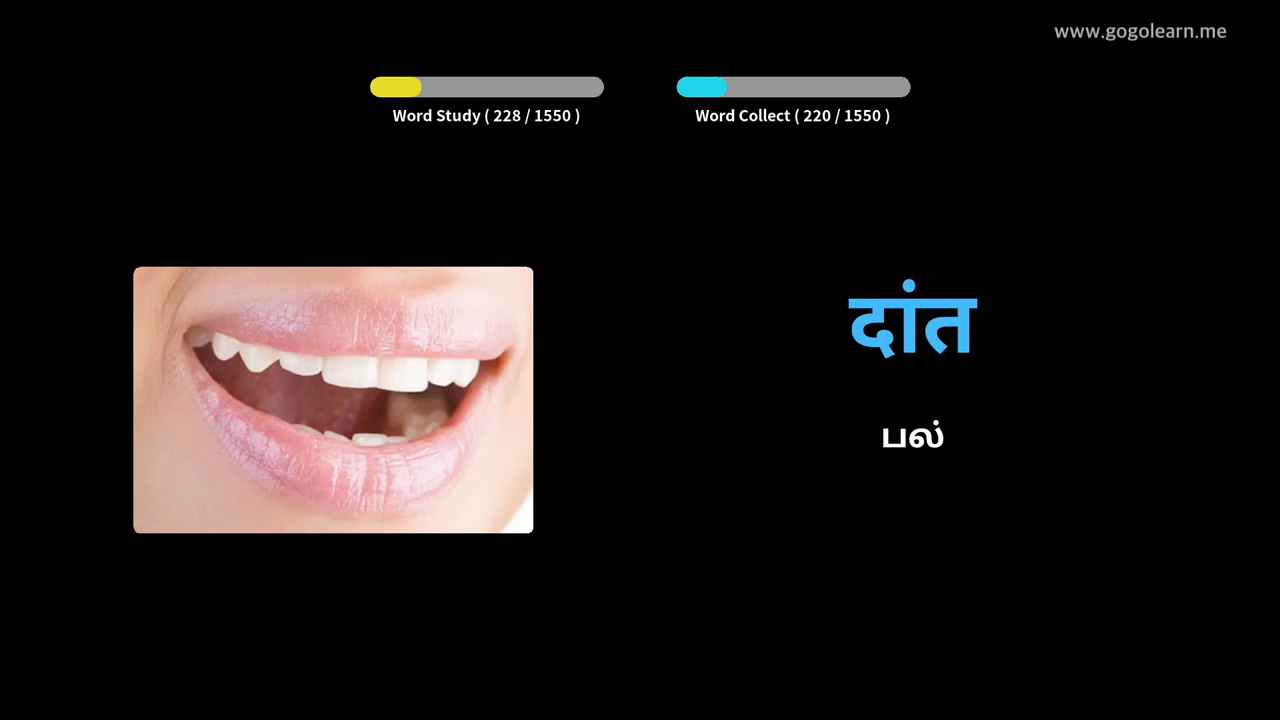 www.gogolearn.me
Word Study ( 228 / 1550 )
Word Collect ( 220 / 1550 )
दांत
பல்